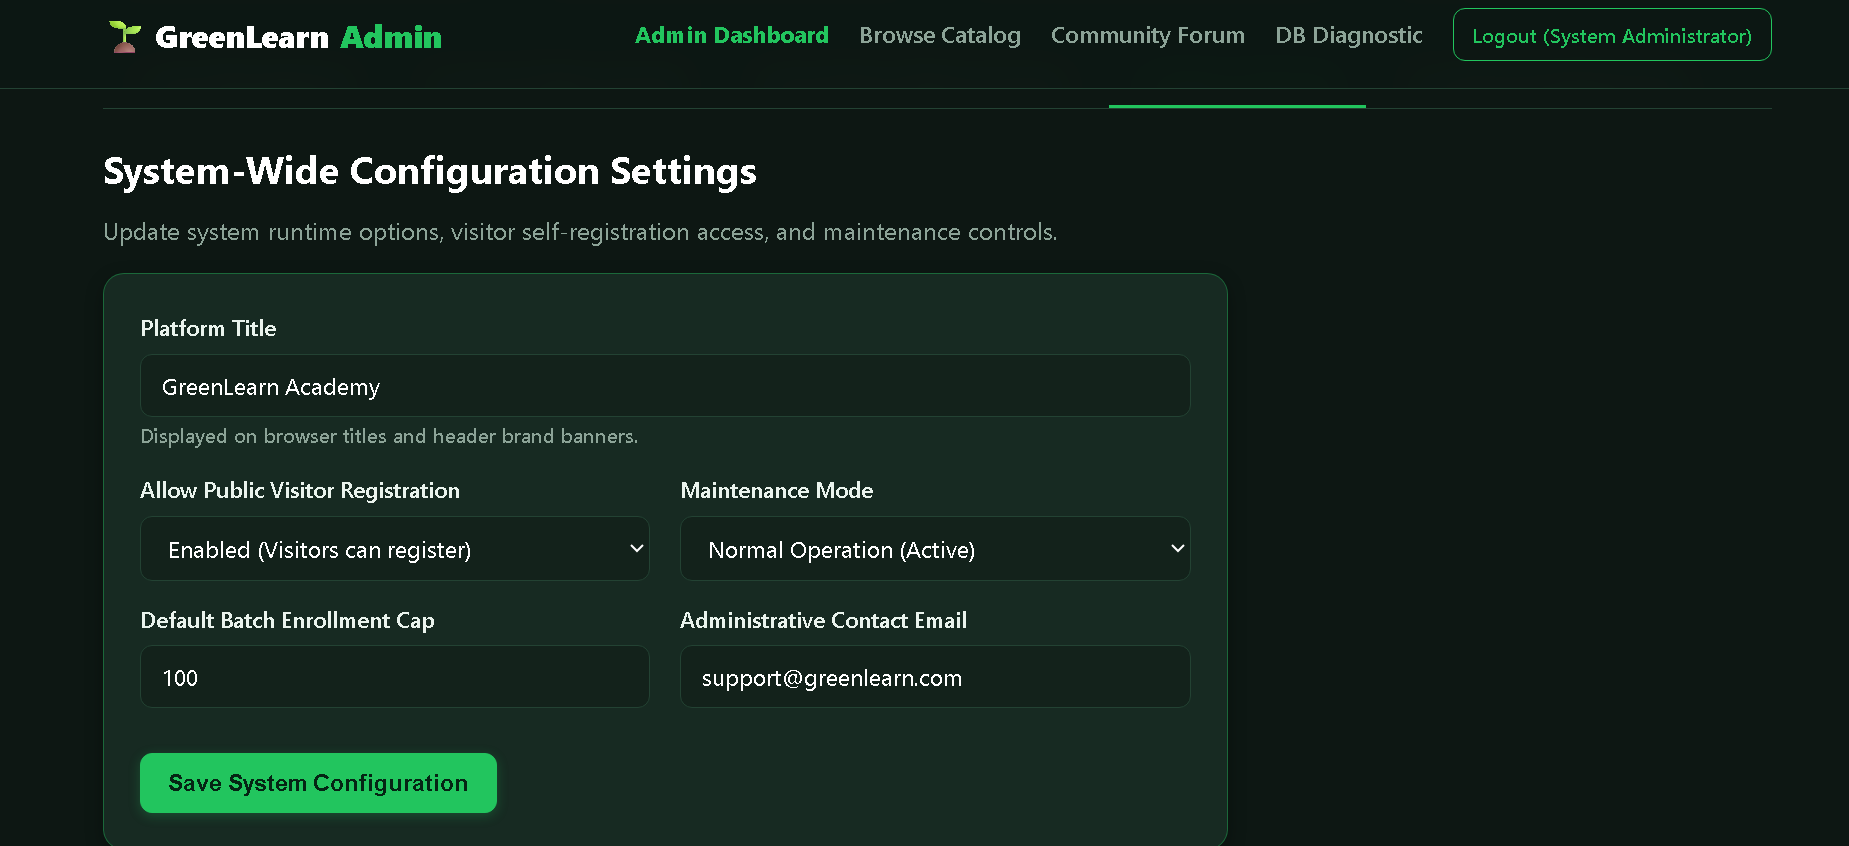 GreenLearn Admin
Admin Dashboard
Browse Catalog
Community Forum
DB Diagnostic
Logout (System Administrator)
System-Wide Configuration Settings
Update system runtime options, visitor self-registration access, and maintenance controls.
Platform Title
GreenLearn Academy
Displayed on browser titles and header brand banners.
Allow Public Visitor Registration
Maintenance Mode
Enabled (Visitors can register)
Normal Operation (Active)
Default Batch Enrollment Cap
Administrative Contact Email
100
support@greenlearn.com
Save System Configuration